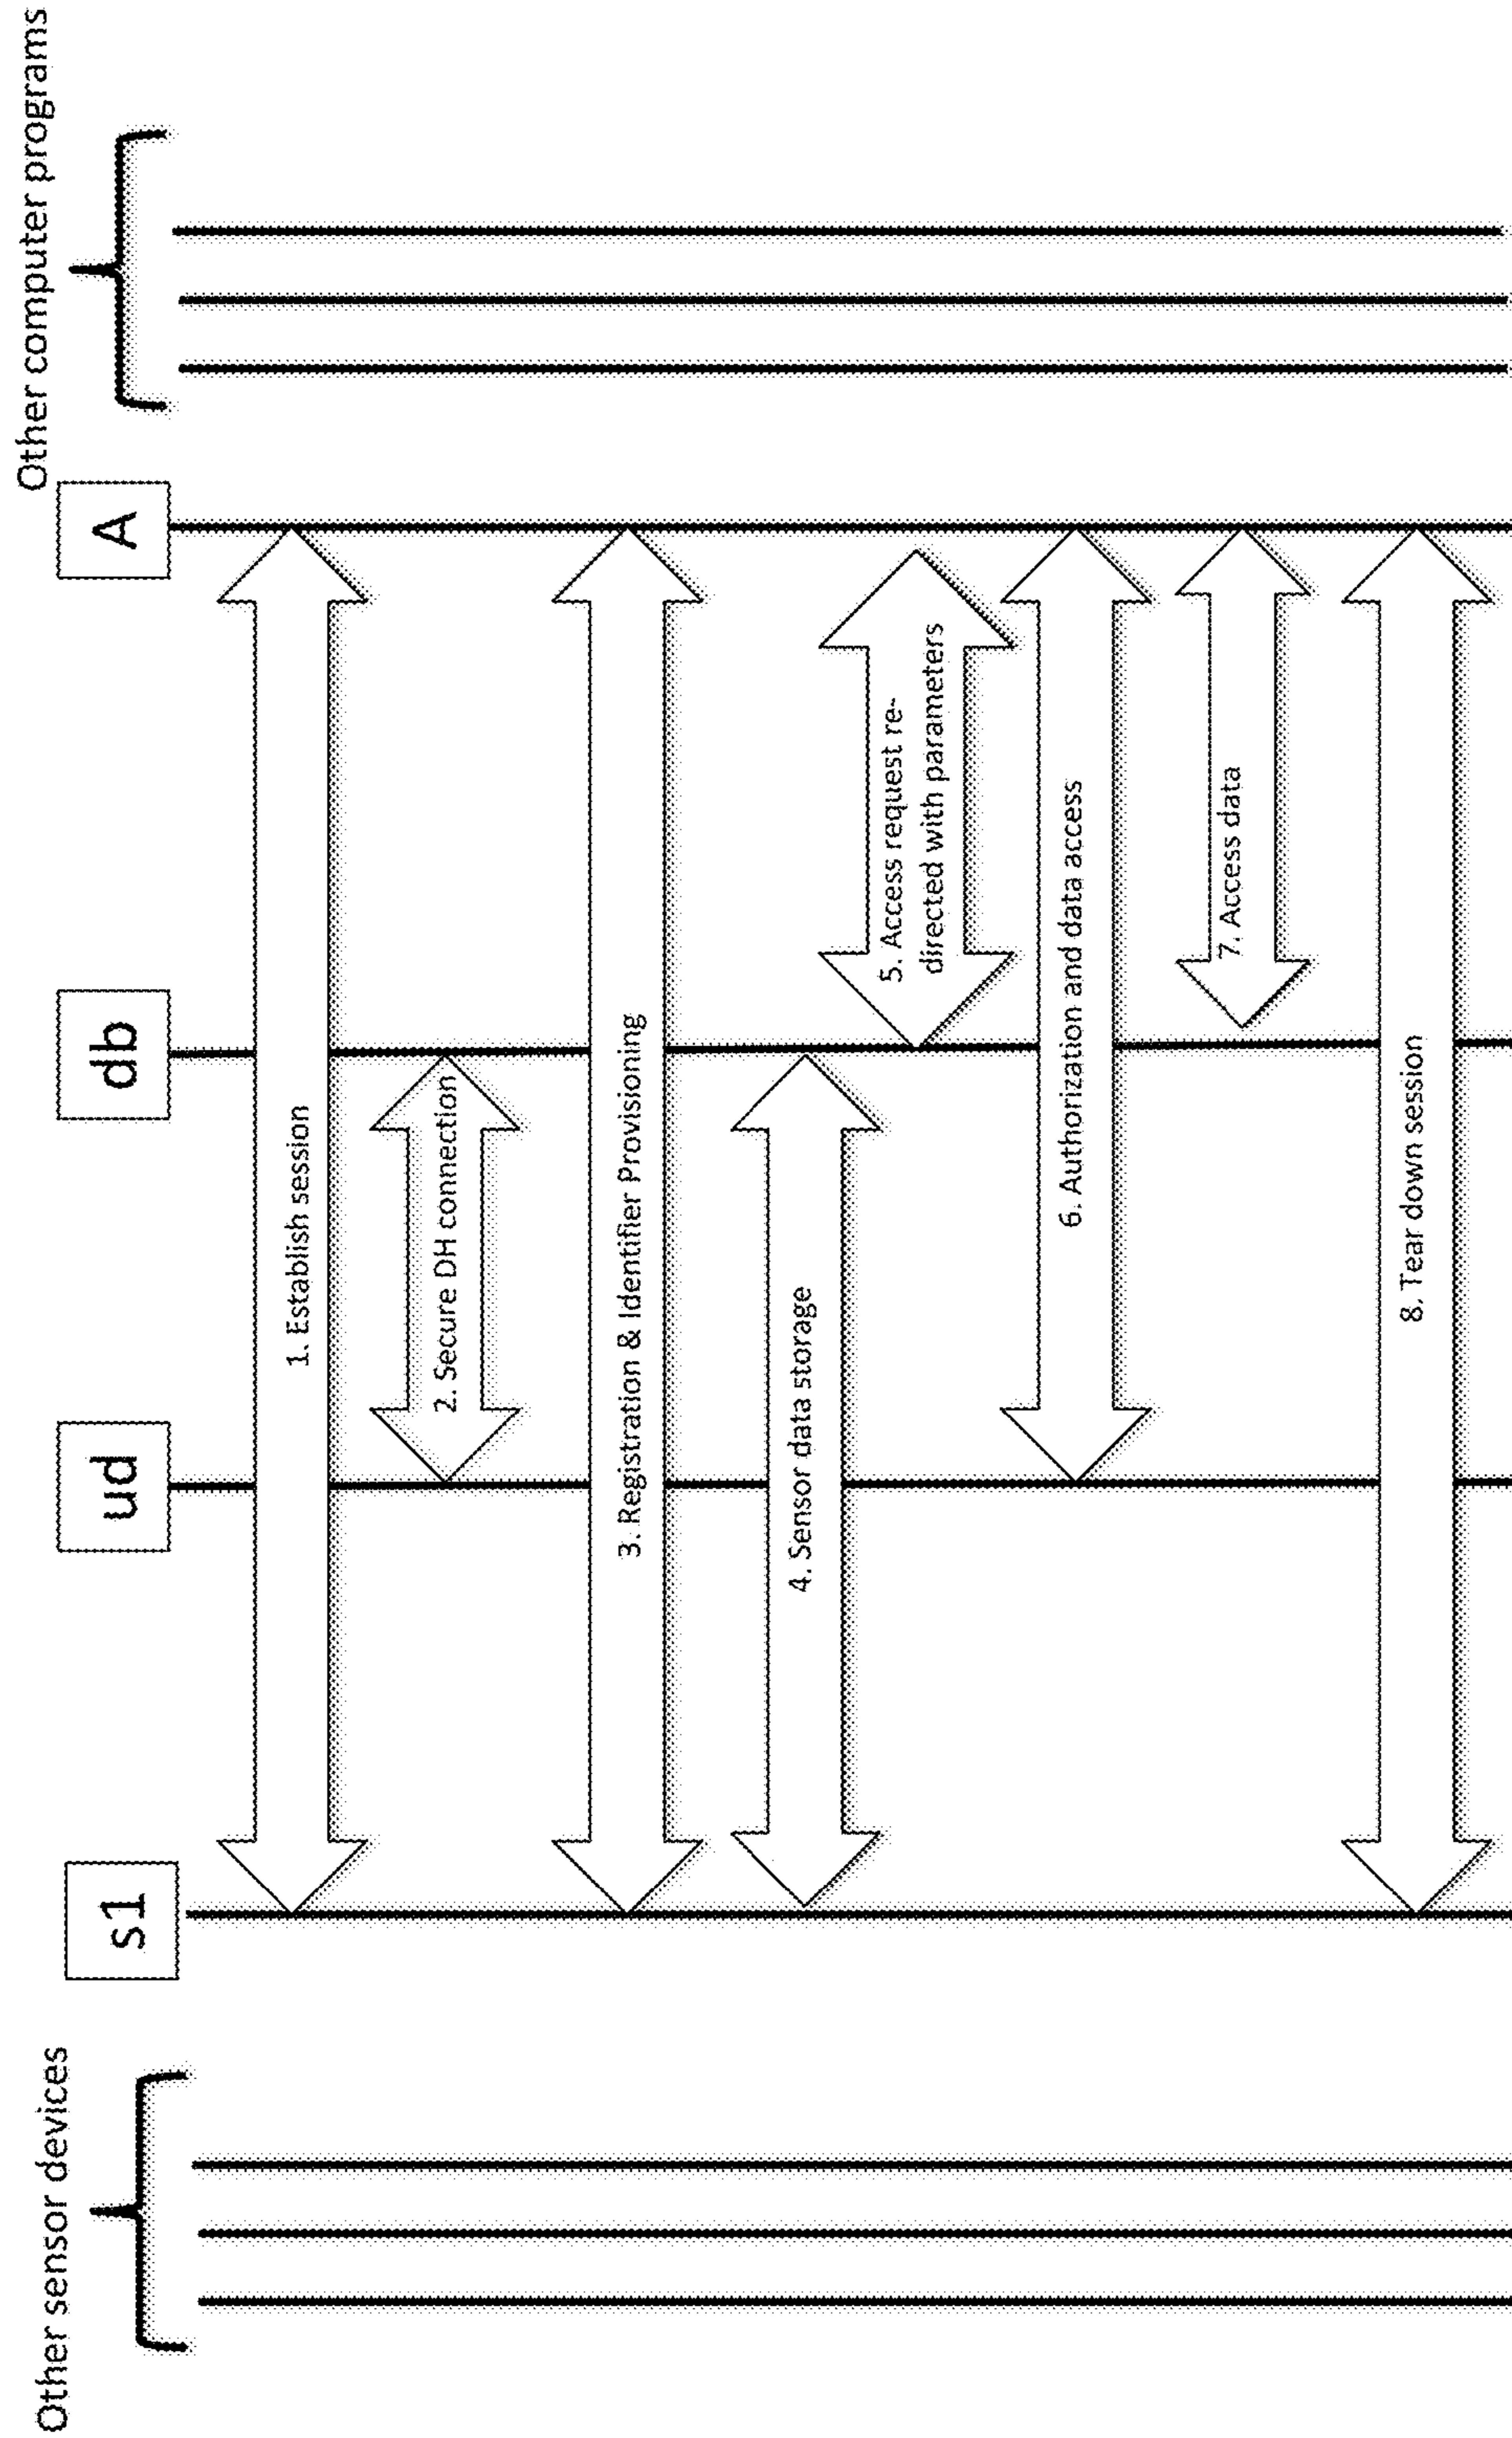 Other sensor devices
s1
ud
db
A
Other computer programs
1. Establish session
2. Secure DH connection
3. Registration & Identifier Provisioning
4. Sensor data storage
5. Access request re-
directed with parameters
6. Authorization and data access
7. Access data
8. Tear down session